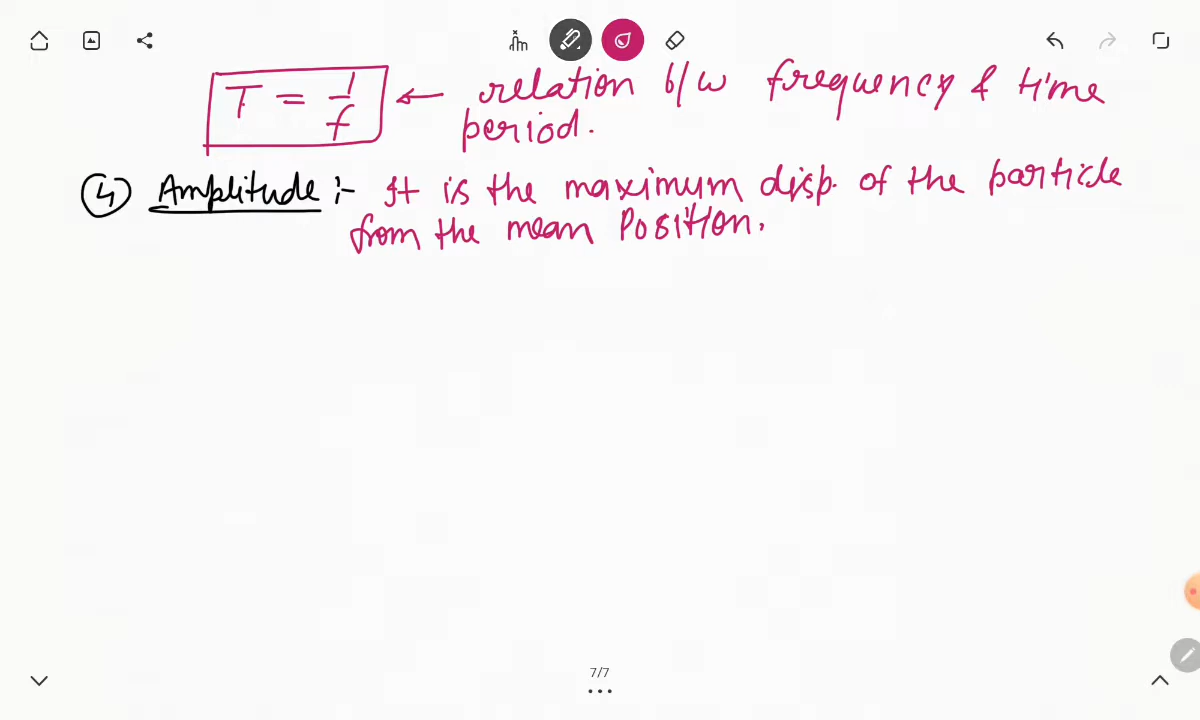 T = 1/f ← relation b/w frequency & time
period.
④ Amplitude :- It is the maximum disp. of the particle
from the mean Position.
7/7